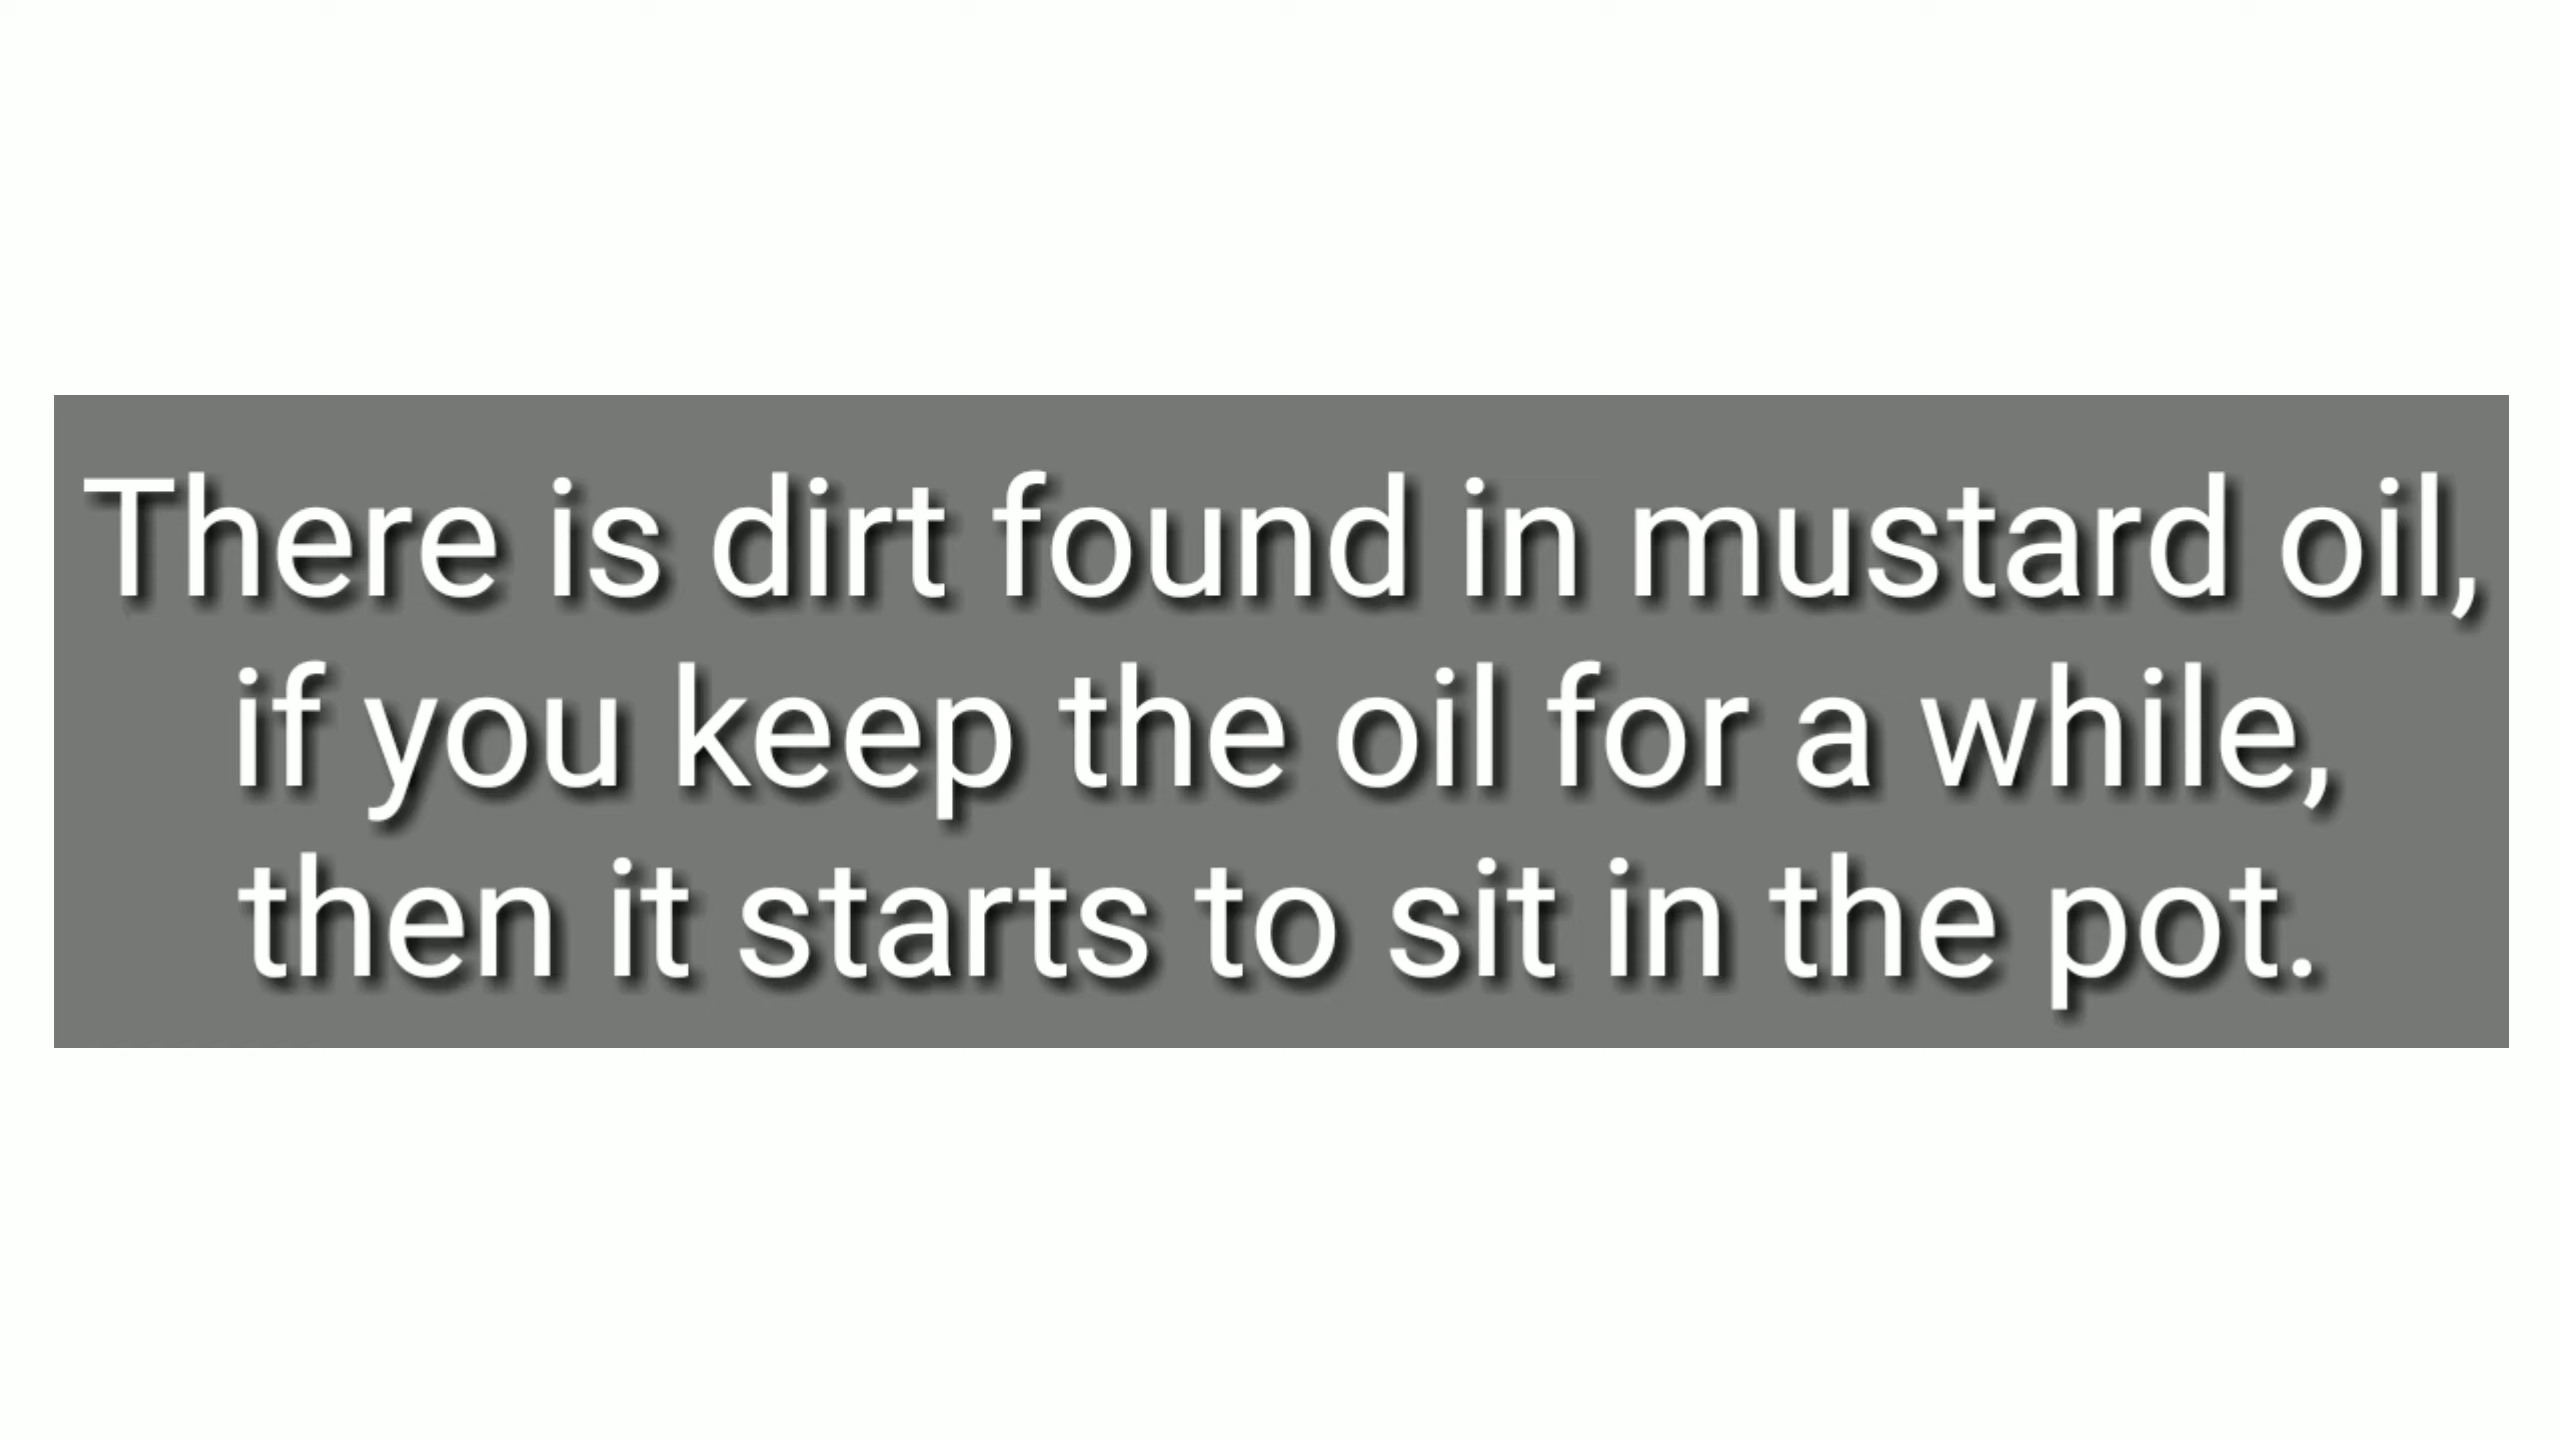 There is dirt found in mustard oil,
if you keep the oil for a while,
then it starts to sit in the pot.